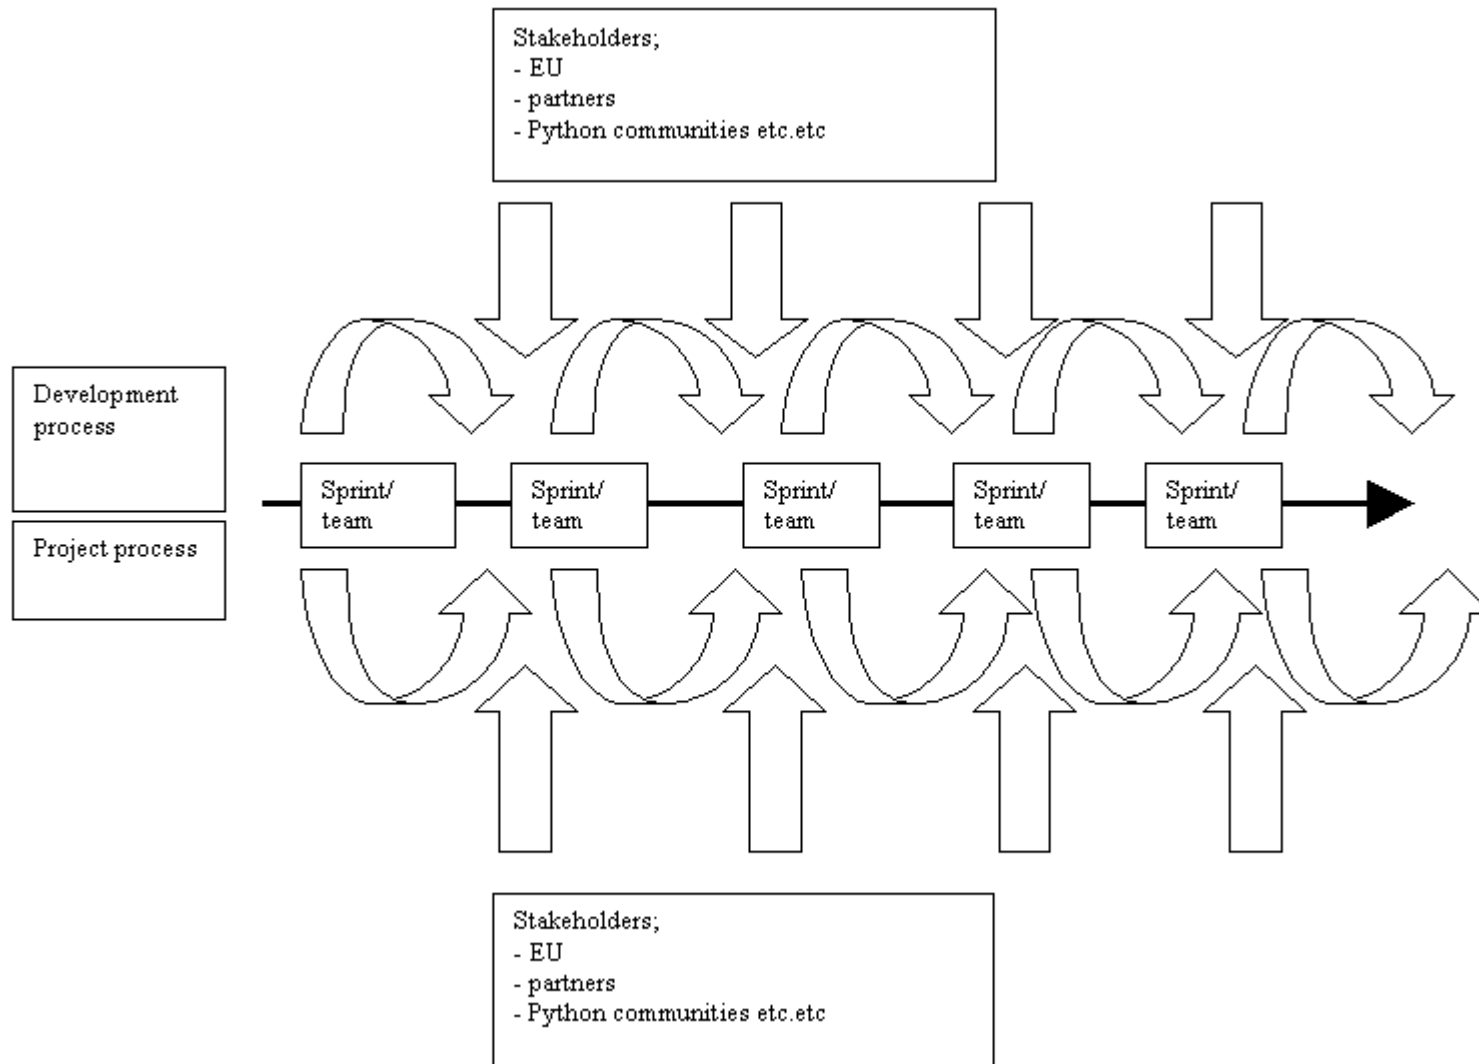 Stakeholders;
- EU
- partners
- Python communities etc.etc
Development
process
Project process
Sprint/
team
Sprint/
team
Sprint/
team
Sprint/
team
Sprint/
team
Stakeholders;
- EU
- partners
- Python communities etc.etc